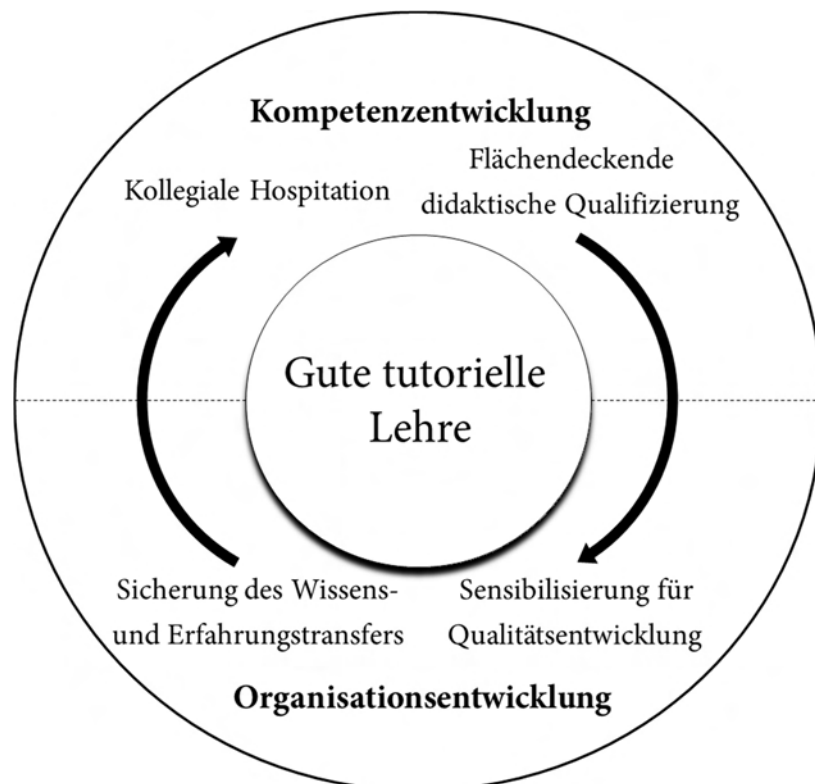 Kompetenzentwicklung
Kollegiale Hospitation
Flächendeckende
didaktische Qualifizierung
Gute tutorielle
Lehre
Sicherung des Wissens-
und Erfahrungstransfers
Sensibilisierung für
Qualitätsentwicklung
Organisationsentwicklung